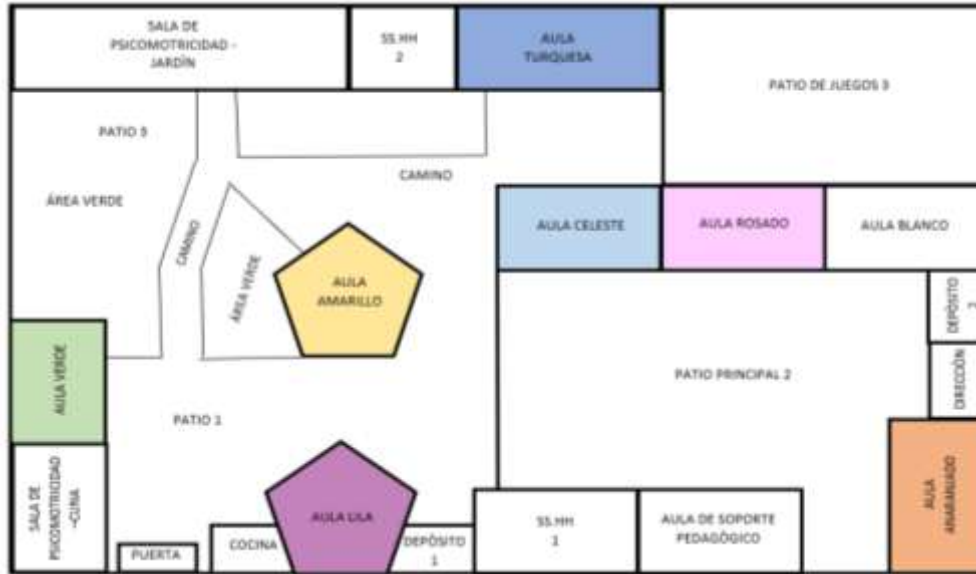 SALA DE
PSICOMOTRICIDAD -
JARDÍN
SS.HH
2
AULA
TURQUESA
PATIO DE JUEGOS 3
PATIO 3
CAMINO
ÁREA VERDE
AULA CELESTE
AULA ROSADO
AULA BLANCO
CAMINO
ÁREA VERDE
AULA
AMARILLO
DEPÓSITO
2
AULA VERDE
PATIO PRINCIPAL 2
DIRECCIÓN
PATIO 1
SALA DE
PSICOMOTRICIDAD
-CUNA
AULA LILA
AULA
ANARANJADO
PUERTA
COCINA
DEPÓSITO
1
SS.HH
1
AULA DE SOPORTE
PEDAGÓGICO